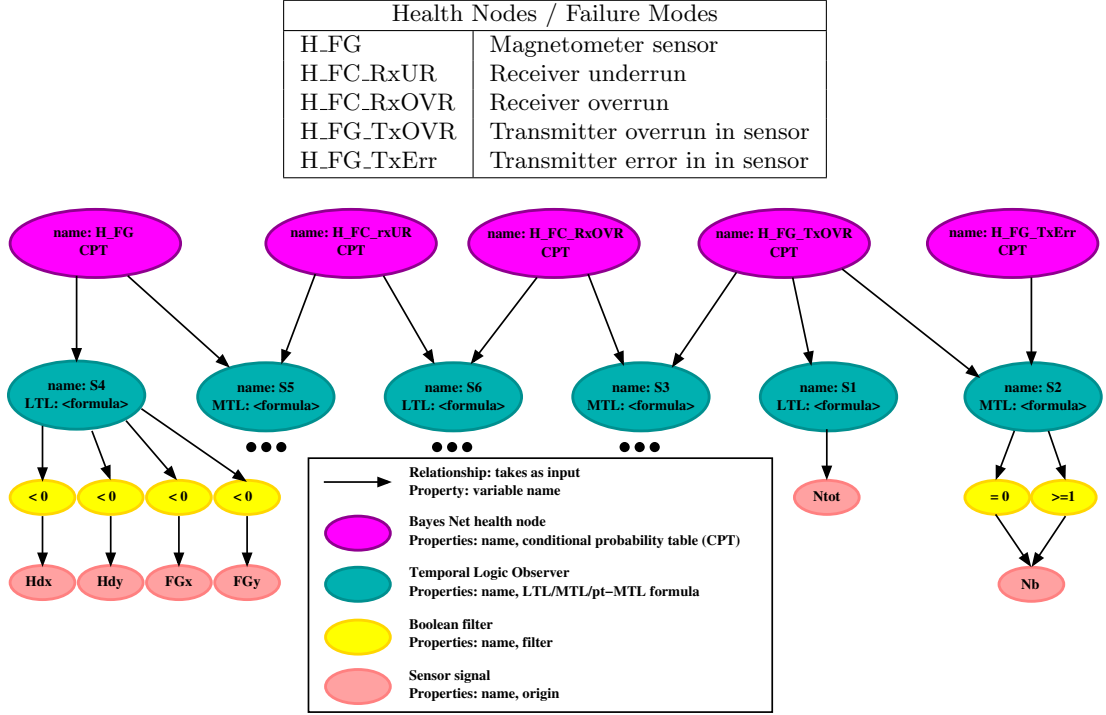 Health Nodes / Failure Modes
H_FG Magnetometer sensor
H_FC_RxUR Receiver underrun
H_FC_RxOVR Receiver overrun
H_FG_TxOVR Transmitter overrun in sensor
H_FG_TxErr Transmitter error in in sensor
name: H_FG
CPT
name: H_FC_rxUR
CPT
name: H_FC_RxOVR
CPT
name: H_FG_TxOVR
CPT
name: H_FG_TxErr
CPT
name: S4
LTL: <formula>
name: S5
MTL: <formula>
name: S6
LTL: <formula>
name: S3
MTL: <formula>
name: S1
LTL: <formula>
name: S2
MTL: <formula>
< 0
< 0
< 0
< 0
Ntot
= 0
>=1
Hdx
Hdy
FGx
FGy
Nb
Relationship: takes as input
Property: variable name
Bayes Net health node
Properties: name, conditional probability table (CPT)
Temporal Logic Observer
Properties: name, LTL/MTL/pt−MTL formula
Boolean filter
Properties: name, filter
Sensor signal
Properties: name, origin